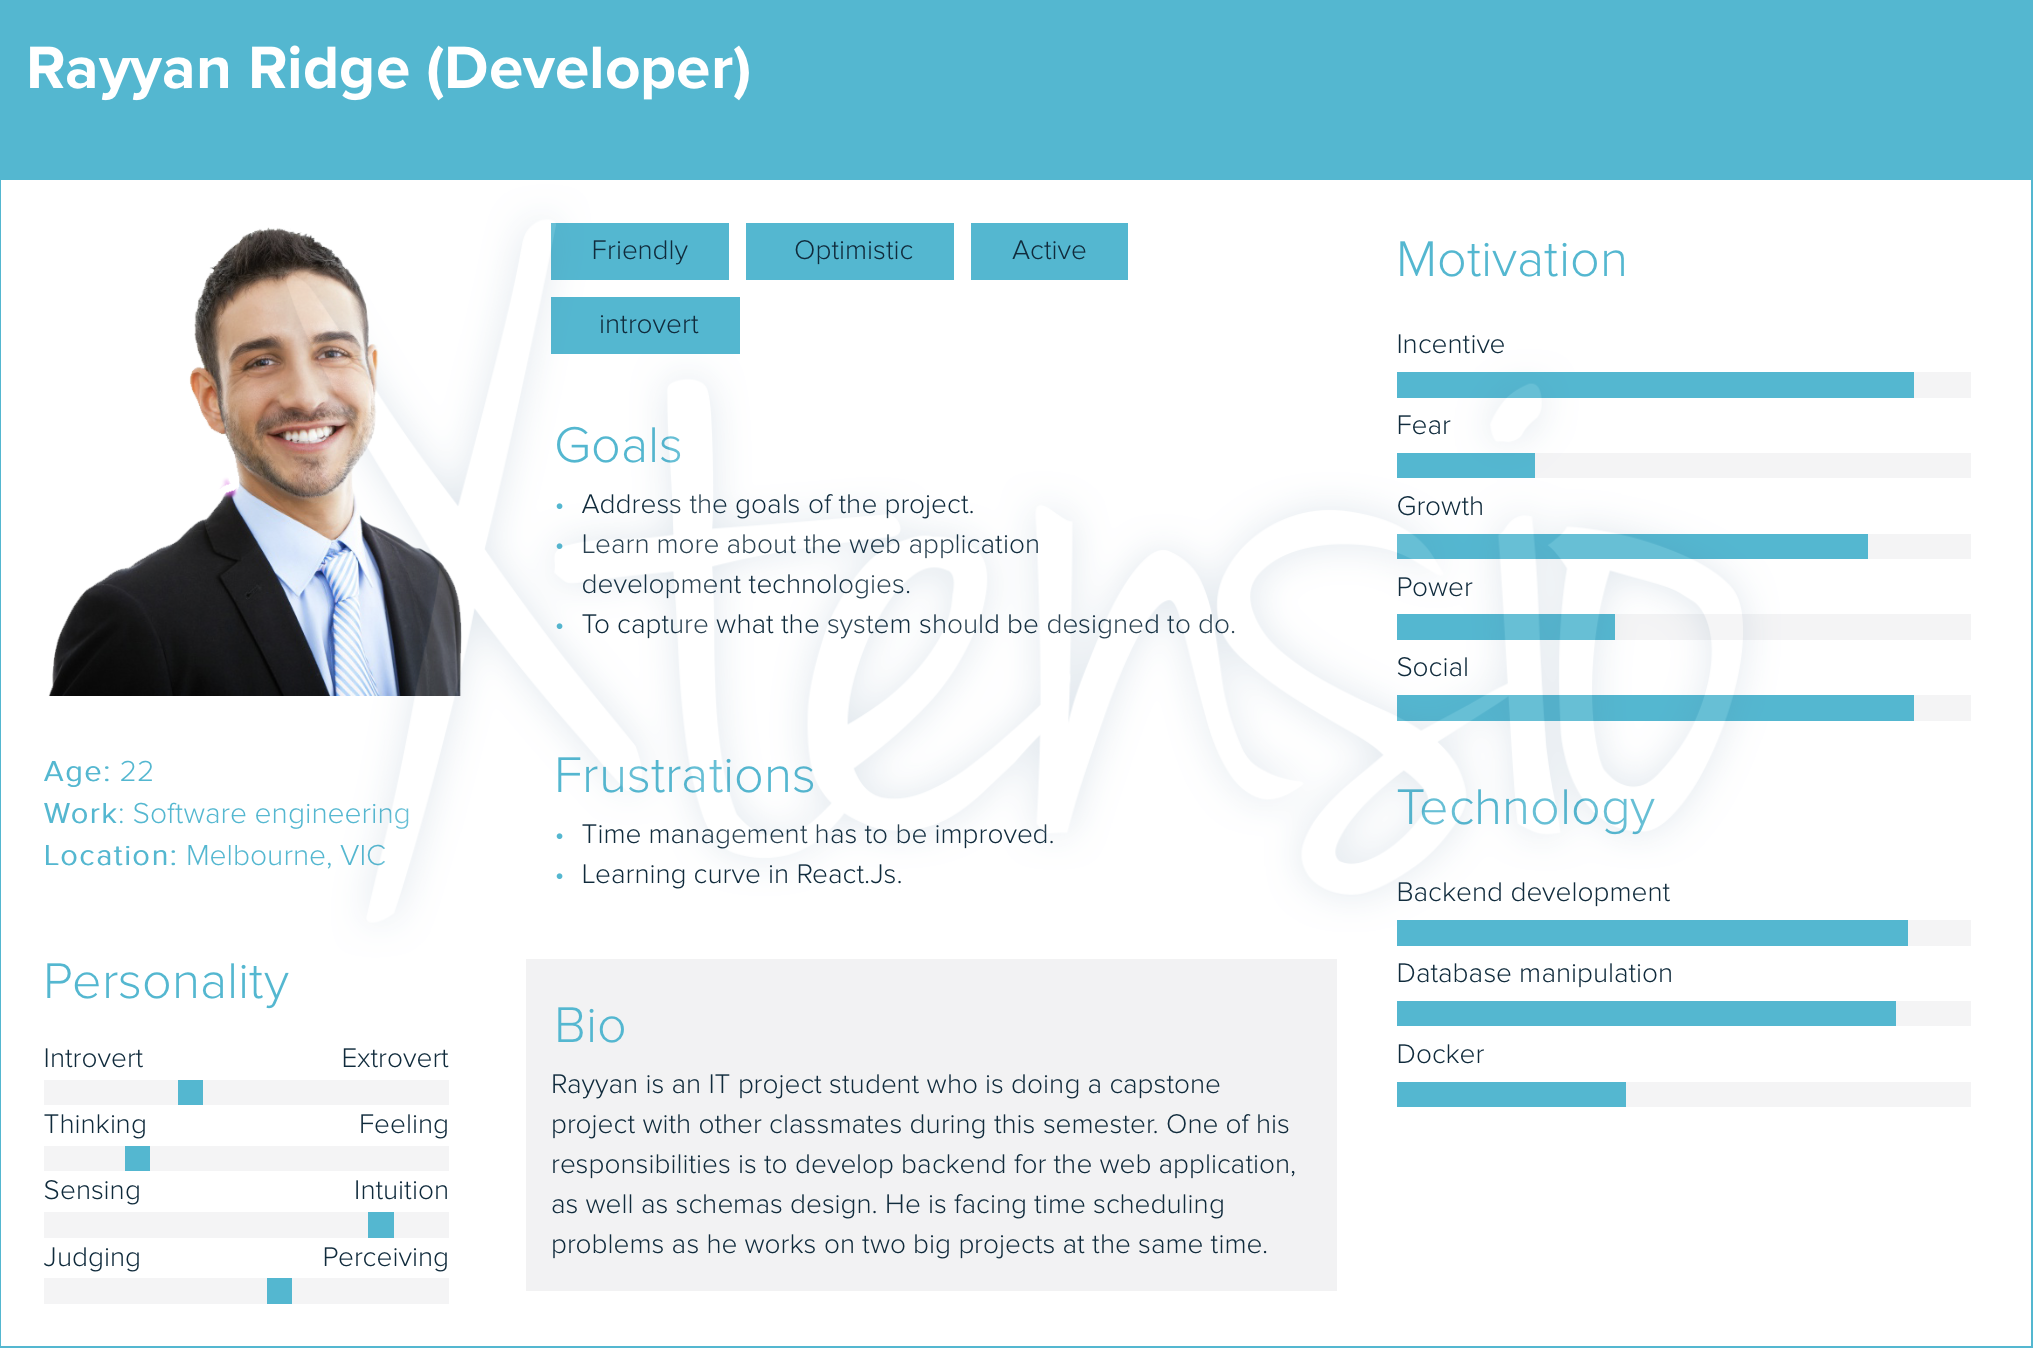 Rayyan Ridge (Developer)
Friendly
Optimistic
Active
introvert
Goals
• Address the goals of the project.
• Learn more about the web application
development technologies.
• To capture what the system should be designed to do.
Frustrations
• Time management has to be improved.
• Learning curve in React.Js.
Bio
Rayyan is an IT project student who is doing a capstone
project with other classmates during this semester. One of his
responsibilities is to develop backend for the web application,
as well as schemas design. He is facing time scheduling
problems as he works on two big projects at the same time.
Age: 22
Work: Software engineering
Location: Melbourne, VIC
Personality
Introvert Extrovert
Thinking Feeling
Sensing Intuition
Judging Perceiving
Motivation
Incentive
Fear
Growth
Power
Social
Technology
Backend development
Database manipulation
Docker
Xtensio